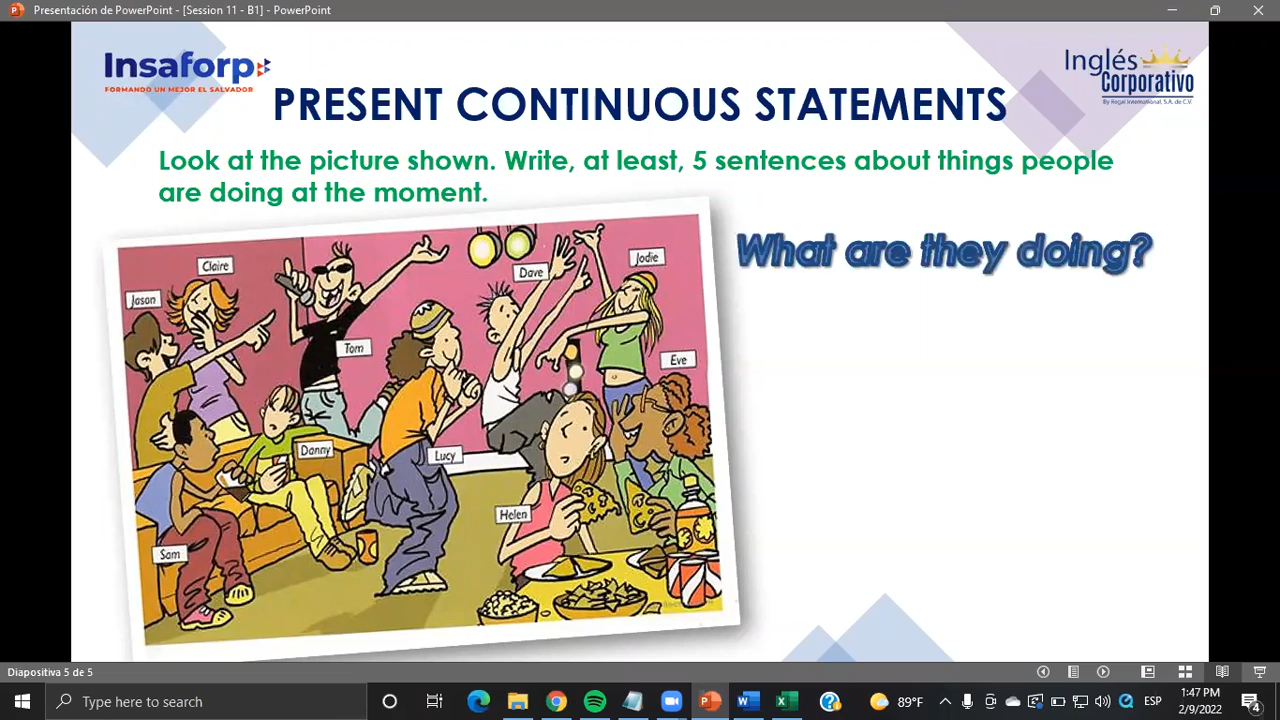 Presentación de PowerPoint - [Session 11 - B1] - PowerPoint
Insaforp
FORMANDO UN MEJOR EL SALVADOR
Inglés
Corporativo
By Regal International, S.A. de C.V.
PRESENT CONTINUOUS STATEMENTS
Look at the picture shown. Write, at least, 5 sentences about things people
are doing at the moment.
What are they doing?
Claire
Jason
Dave
Jodie
Tom
Eve
Danny
Lucy
Helen
Sam
Diapositiva 5 de 5
Type here to search
89°F
ESP
1:47 PM
2/9/2022
4